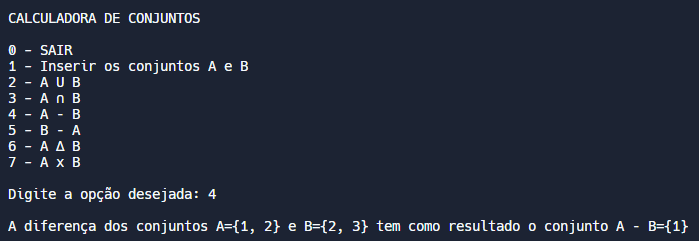 CALCULADORA DE CONJUNTOS
0 - SAIR
1 - Inserir os conjuntos A e B
2 - A U B
3 - A ∩ B
4 - A - B
5 - B - A
6 - A Δ B
7 - A x B
Digite a opção desejada: 4
A diferença dos conjuntos A={1, 2} e B={2, 3} tem como resultado o conjunto A - B={1}